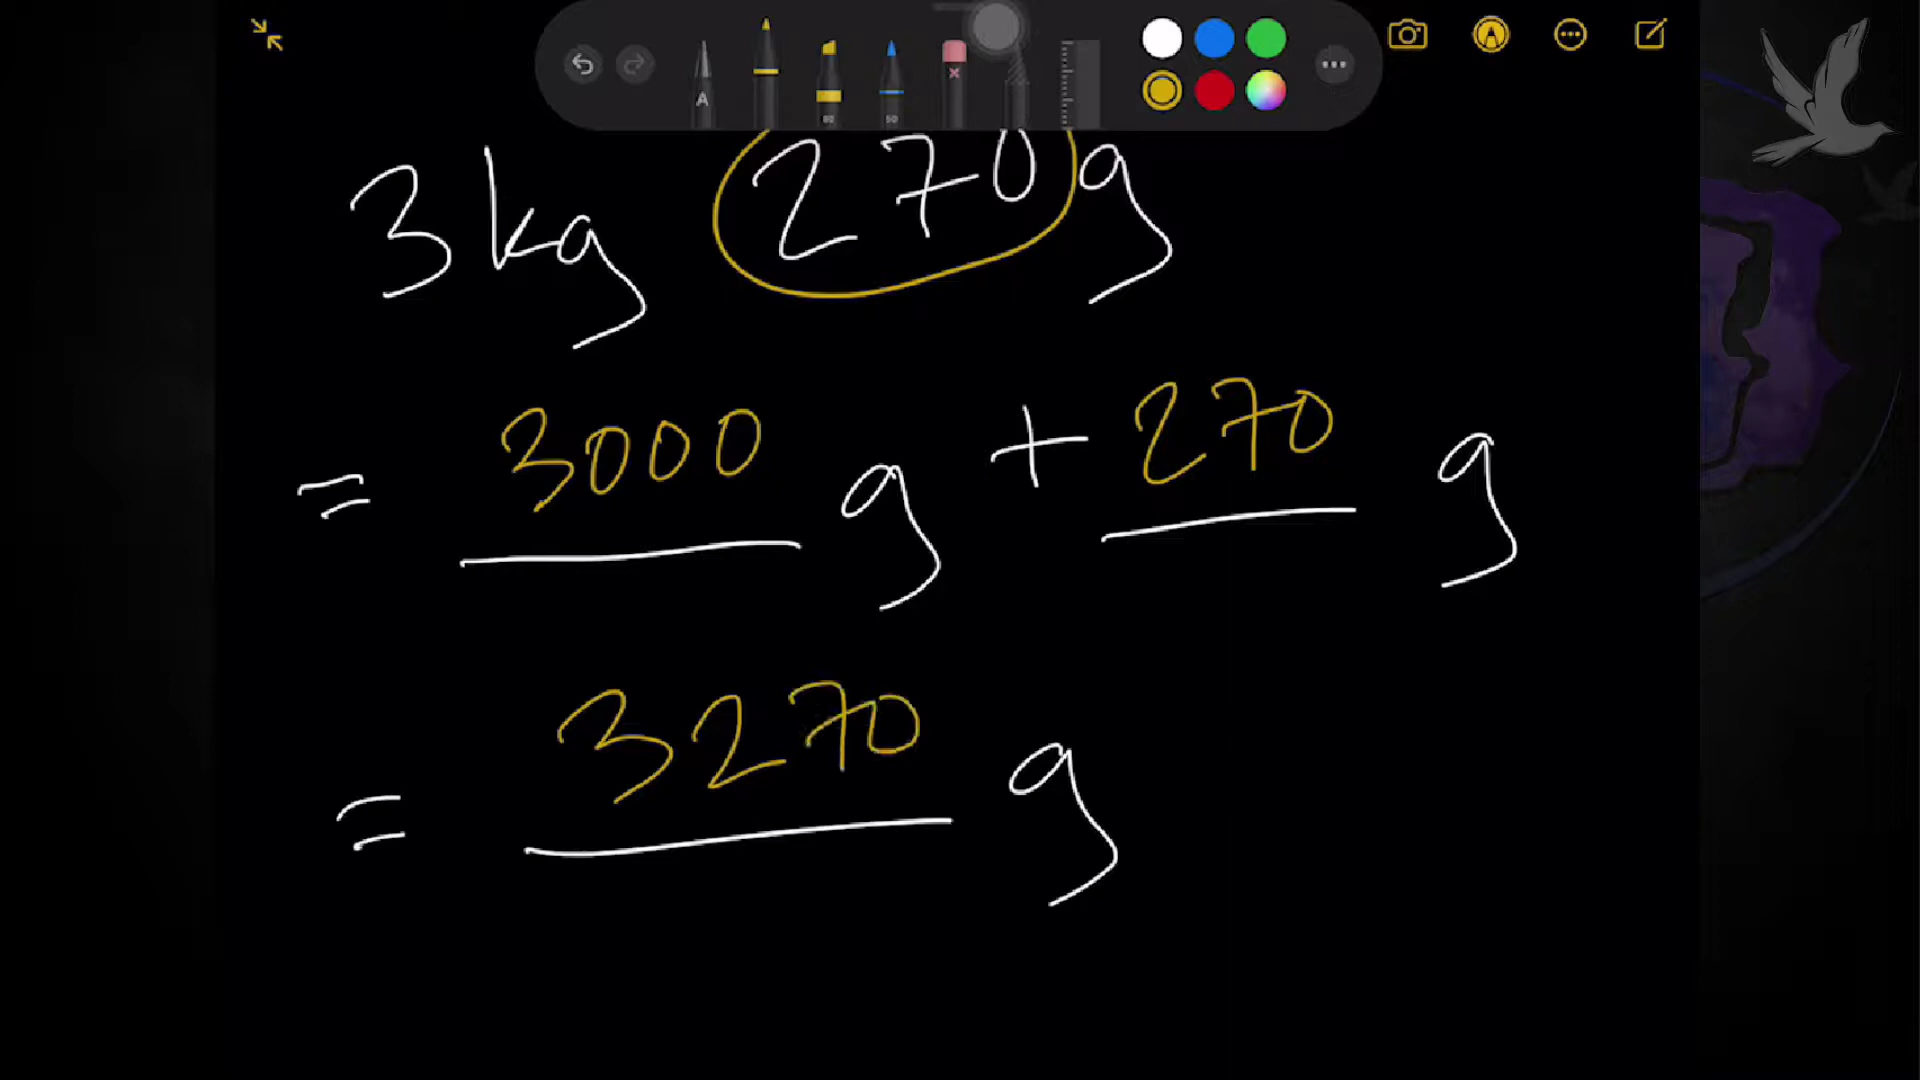 3kg 270g
= 3000 g + 270 g
= 3270 g